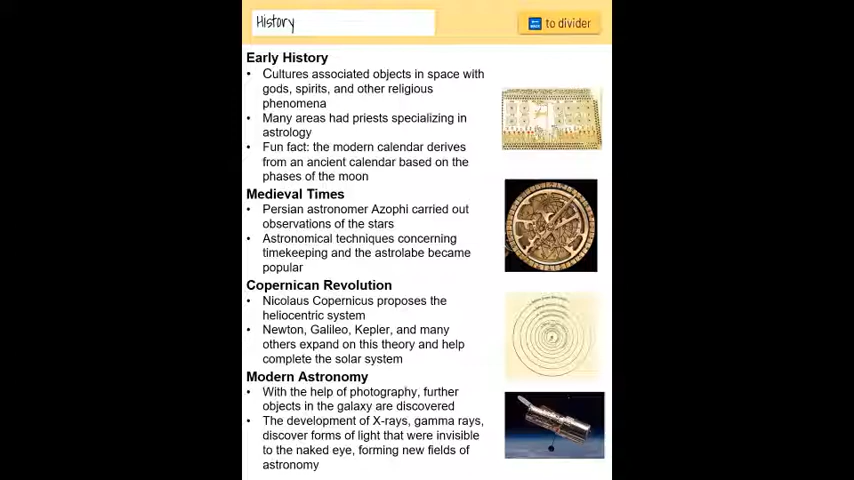 History
to divider
Early History
• Cultures associated objects in space with
gods, spirits, and other religious
phenomena
• Many areas had priests specializing in
astrology
• Fun fact: the modern calendar derives
from an ancient calendar based on the
phases of the moon
Medieval Times
• Persian astronomer Azophi carried out
observations of the stars
• Astronomical techniques concerning
timekeeping and the astrolabe became
popular
Copernican Revolution
• Nicolaus Copernicus proposes the
heliocentric system
• Newton, Galileo, Kepler, and many
others expand on this theory and help
complete the solar system
Modern Astronomy
• With the help of photography, further
objects in the galaxy are discovered
• The development of X-rays, gamma rays,
discover forms of light that were invisible
to the naked eye, forming new fields of
astronomy